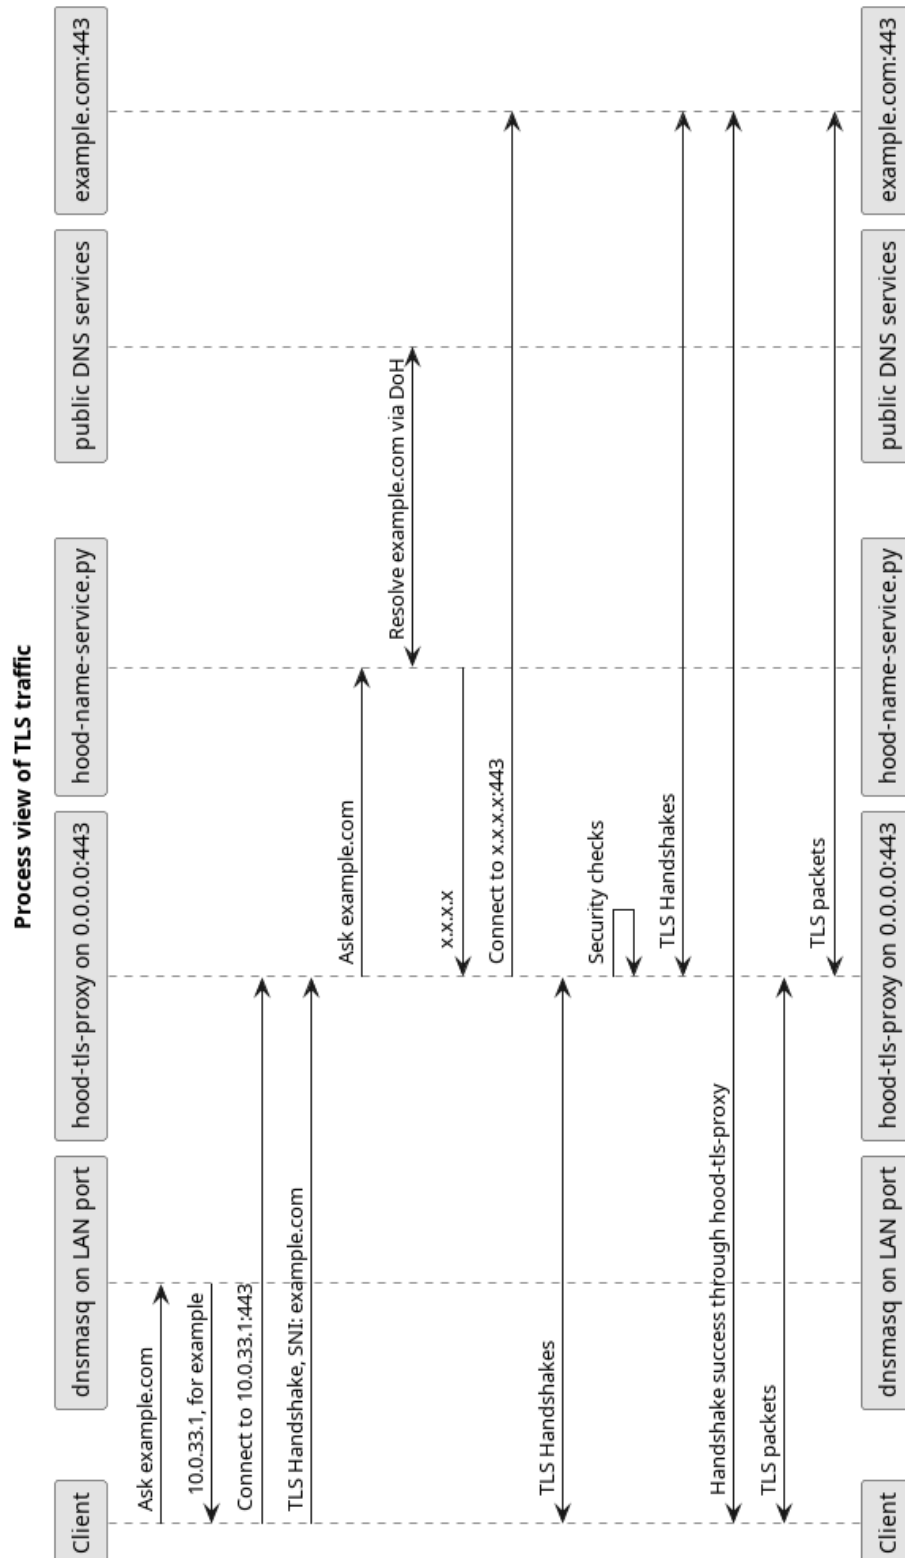 Process view of TLS traffic
Client
dnsmasq on LAN port
hood-tls-proxy on 0.0.0.0:443
hood-name-service.py
public DNS services
example.com:443
Ask example.com
10.0.33.1, for example
Connect to 10.0.33.1:443
TLS Handshake, SNI: example.com
Ask example.com
Resolve example.com via DoH
x.x.x.x
Connect to x.x.x.x:443
TLS Handshakes
Security checks
TLS Handshakes
Handshake success through hood-tls-proxy
TLS packets
TLS packets
Client
dnsmasq on LAN port
hood-tls-proxy on 0.0.0.0:443
hood-name-service.py
public DNS services
example.com:443